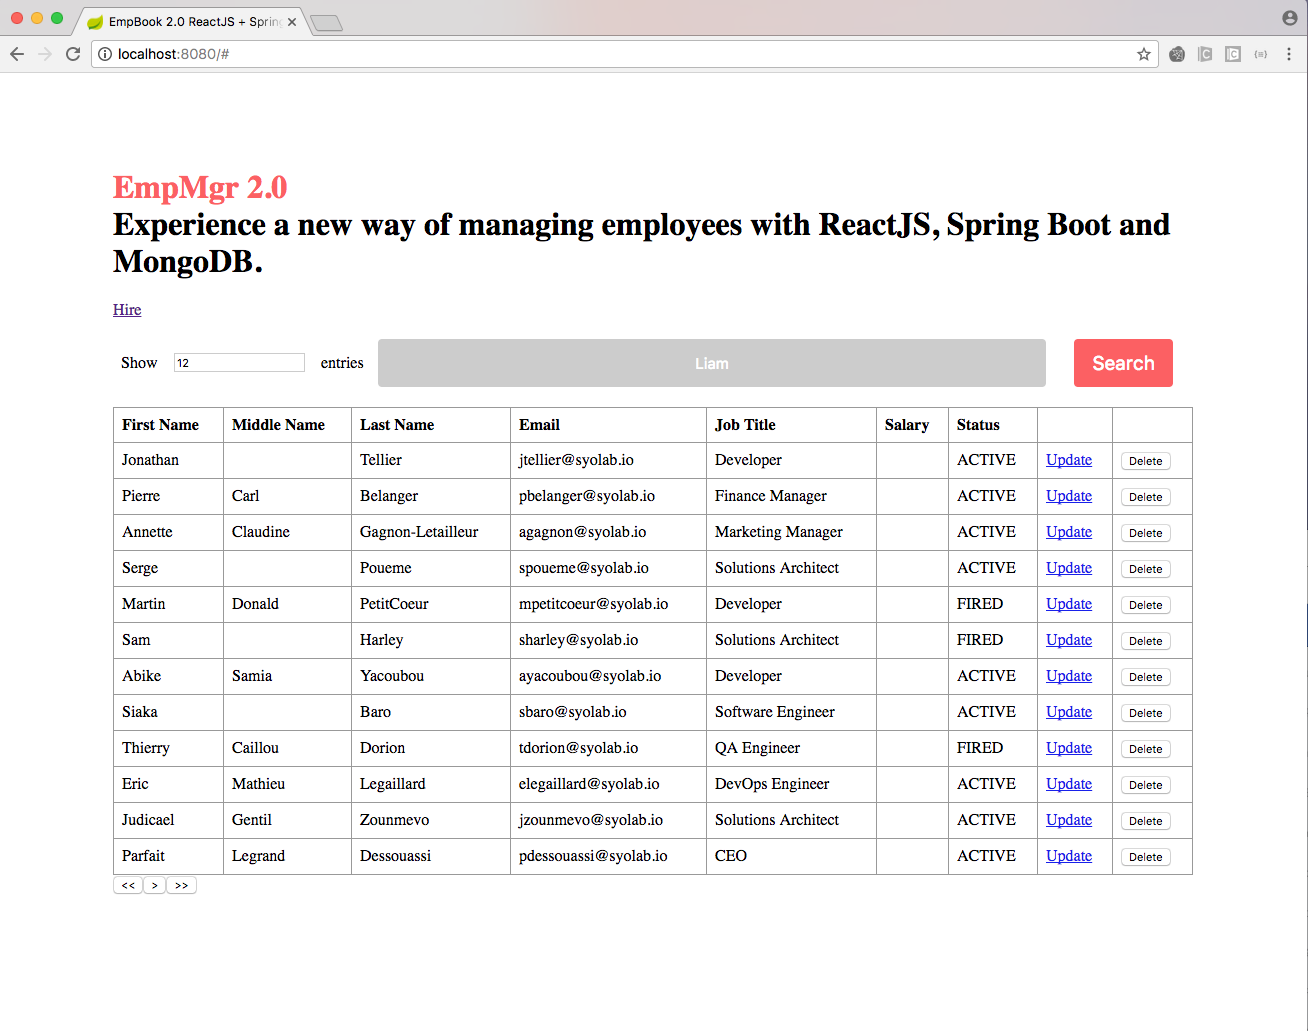 EmpBook 2.0 ReactJS + Spring
localhost:8080/#
EmpMgr 2.0
Experience a new way of managing employees with ReactJS, Spring Boot and
MongoDB.
Hire
Show 12 entries Liam Search
First Name Middle Name Last Name Email Job Title Salary Status
Jonathan Tellier jtellier@syolab.io Developer ACTIVE Update Delete
Pierre Carl Belanger pbelanger@syolab.io Finance Manager ACTIVE Update Delete
Annette Claudine Gagnon-Letailleur agagnon@syolab.io Marketing Manager ACTIVE Update Delete
Serge Poueme spoueme@syolab.io Solutions Architect ACTIVE Update Delete
Martin Donald PetitCoeur mpetitcoeur@syolab.io Developer FIRED Update Delete
Sam Harley sharley@syolab.io Solutions Architect FIRED Update Delete
Abike Samia Yacoubou ayacoubou@syolab.io Developer ACTIVE Update Delete
Siaka Baro sbaro@syolab.io Software Engineer ACTIVE Update Delete
Thierry Caillou Dorion tdorion@syolab.io QA Engineer FIRED Update Delete
Eric Mathieu Legaillard elegaillard@syolab.io DevOps Engineer ACTIVE Update Delete
Judicael Gentil Zounmevo jzounmevo@syolab.io Solutions Architect ACTIVE Update Delete
Parfait Legrand Dessouassi pdessouassi@syolab.io CEO ACTIVE Update Delete
<< > >>